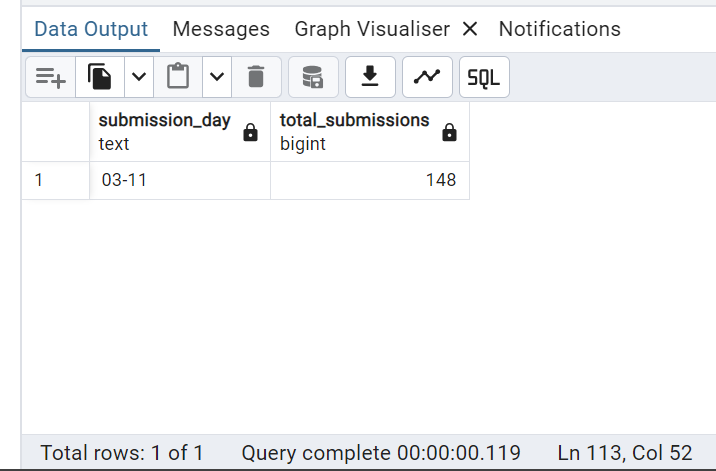 Data Output Messages Graph Visualiser X Notifications
SQL
submission_day total_submissions
text bigint
1 03-11 148
Total rows: 1 of 1 Query complete 00:00:00.119 Ln 113, Col 52